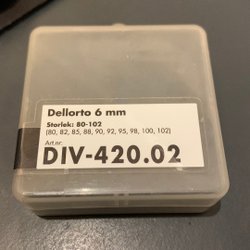 Dellorto 6 mm
Storlek: 80-102
(80, 82, 85, 88, 90, 92, 95, 98, 100, 102)
Art.nr.
DIV-420.02